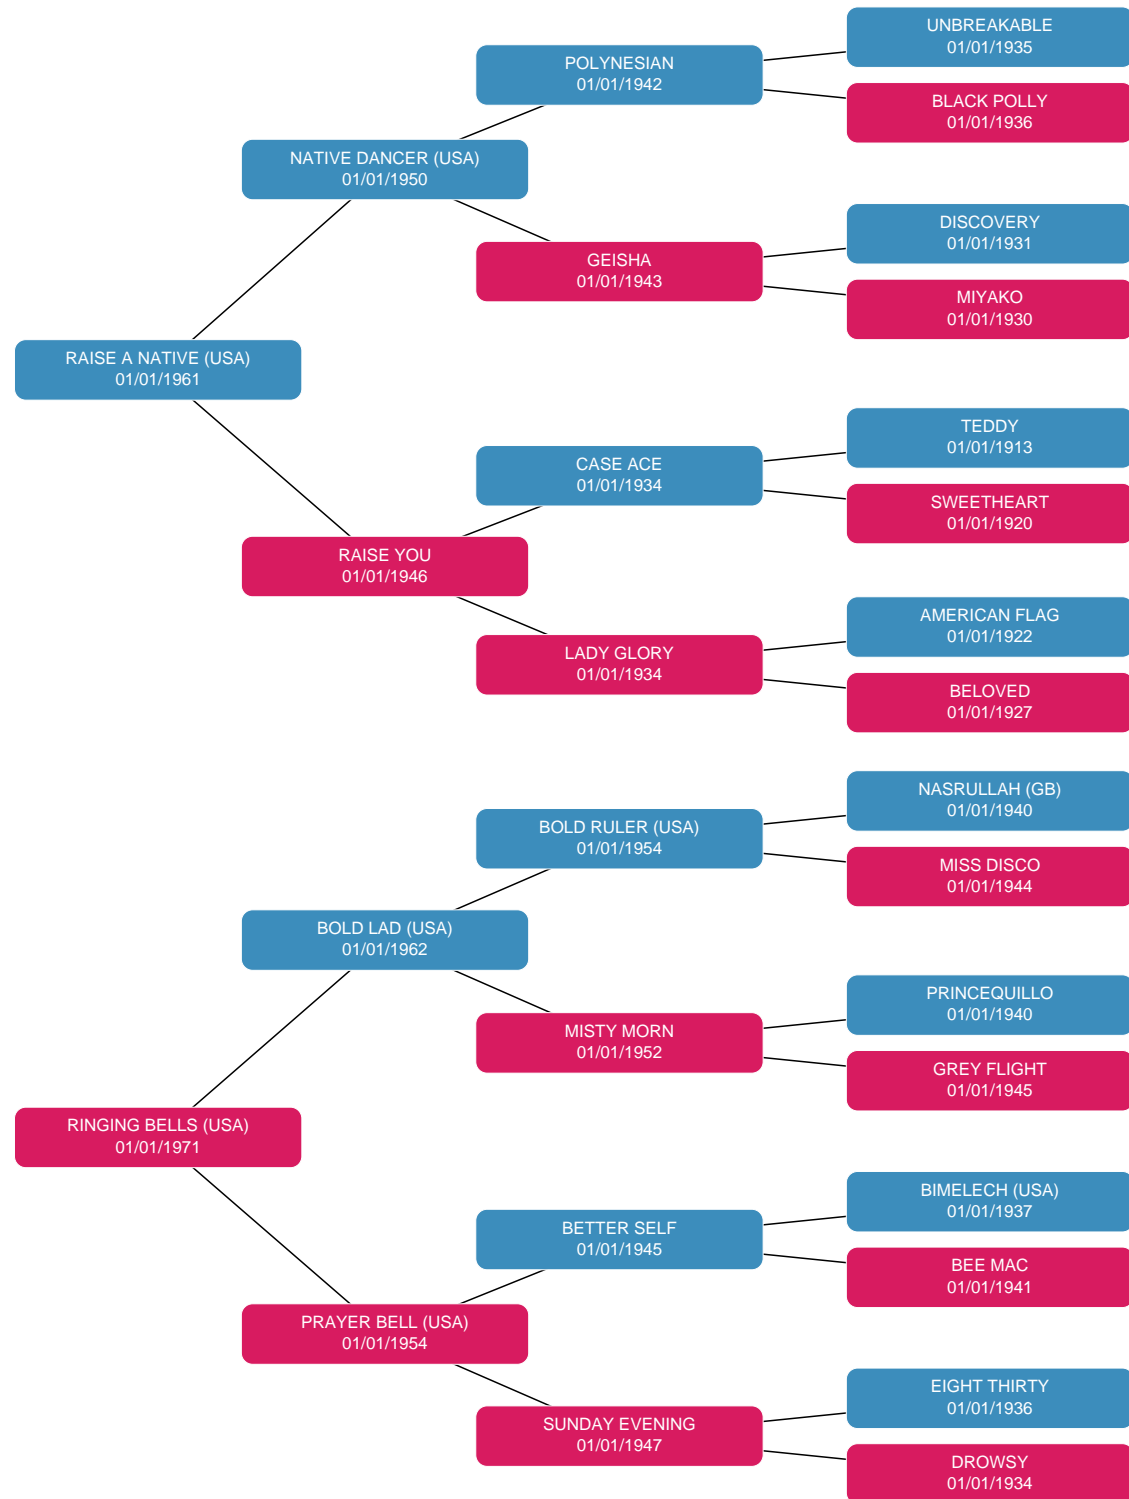 UNBREAKABLE
01/01/1935
POLYNESIAN
01/01/1942
BLACK POLLY
01/01/1936
NATIVE DANCER (USA)
01/01/1950
DISCOVERY
01/01/1931
GEISHA
01/01/1943
MIYAKO
01/01/1930
RAISE A NATIVE (USA)
01/01/1961
TEDDY
01/01/1913
CASE ACE
01/01/1934
SWEETHEART
01/01/1920
RAISE YOU
01/01/1946
AMERICAN FLAG
01/01/1922
LADY GLORY
01/01/1934
BELOVED
01/01/1927
NASRULLAH (GB)
01/01/1940
BOLD RULER (USA)
01/01/1954
MISS DISCO
01/01/1944
BOLD LAD (USA)
01/01/1962
PRINCEQUILLO
01/01/1940
MISTY MORN
01/01/1952
GREY FLIGHT
01/01/1945
RINGING BELLS (USA)
01/01/1971
BIMELECH (USA)
01/01/1937
BETTER SELF
01/01/1945
BEE MAC
01/01/1941
PRAYER BELL (USA)
01/01/1954
EIGHT THIRTY
01/01/1936
SUNDAY EVENING
01/01/1947
DROWSY
01/01/1934